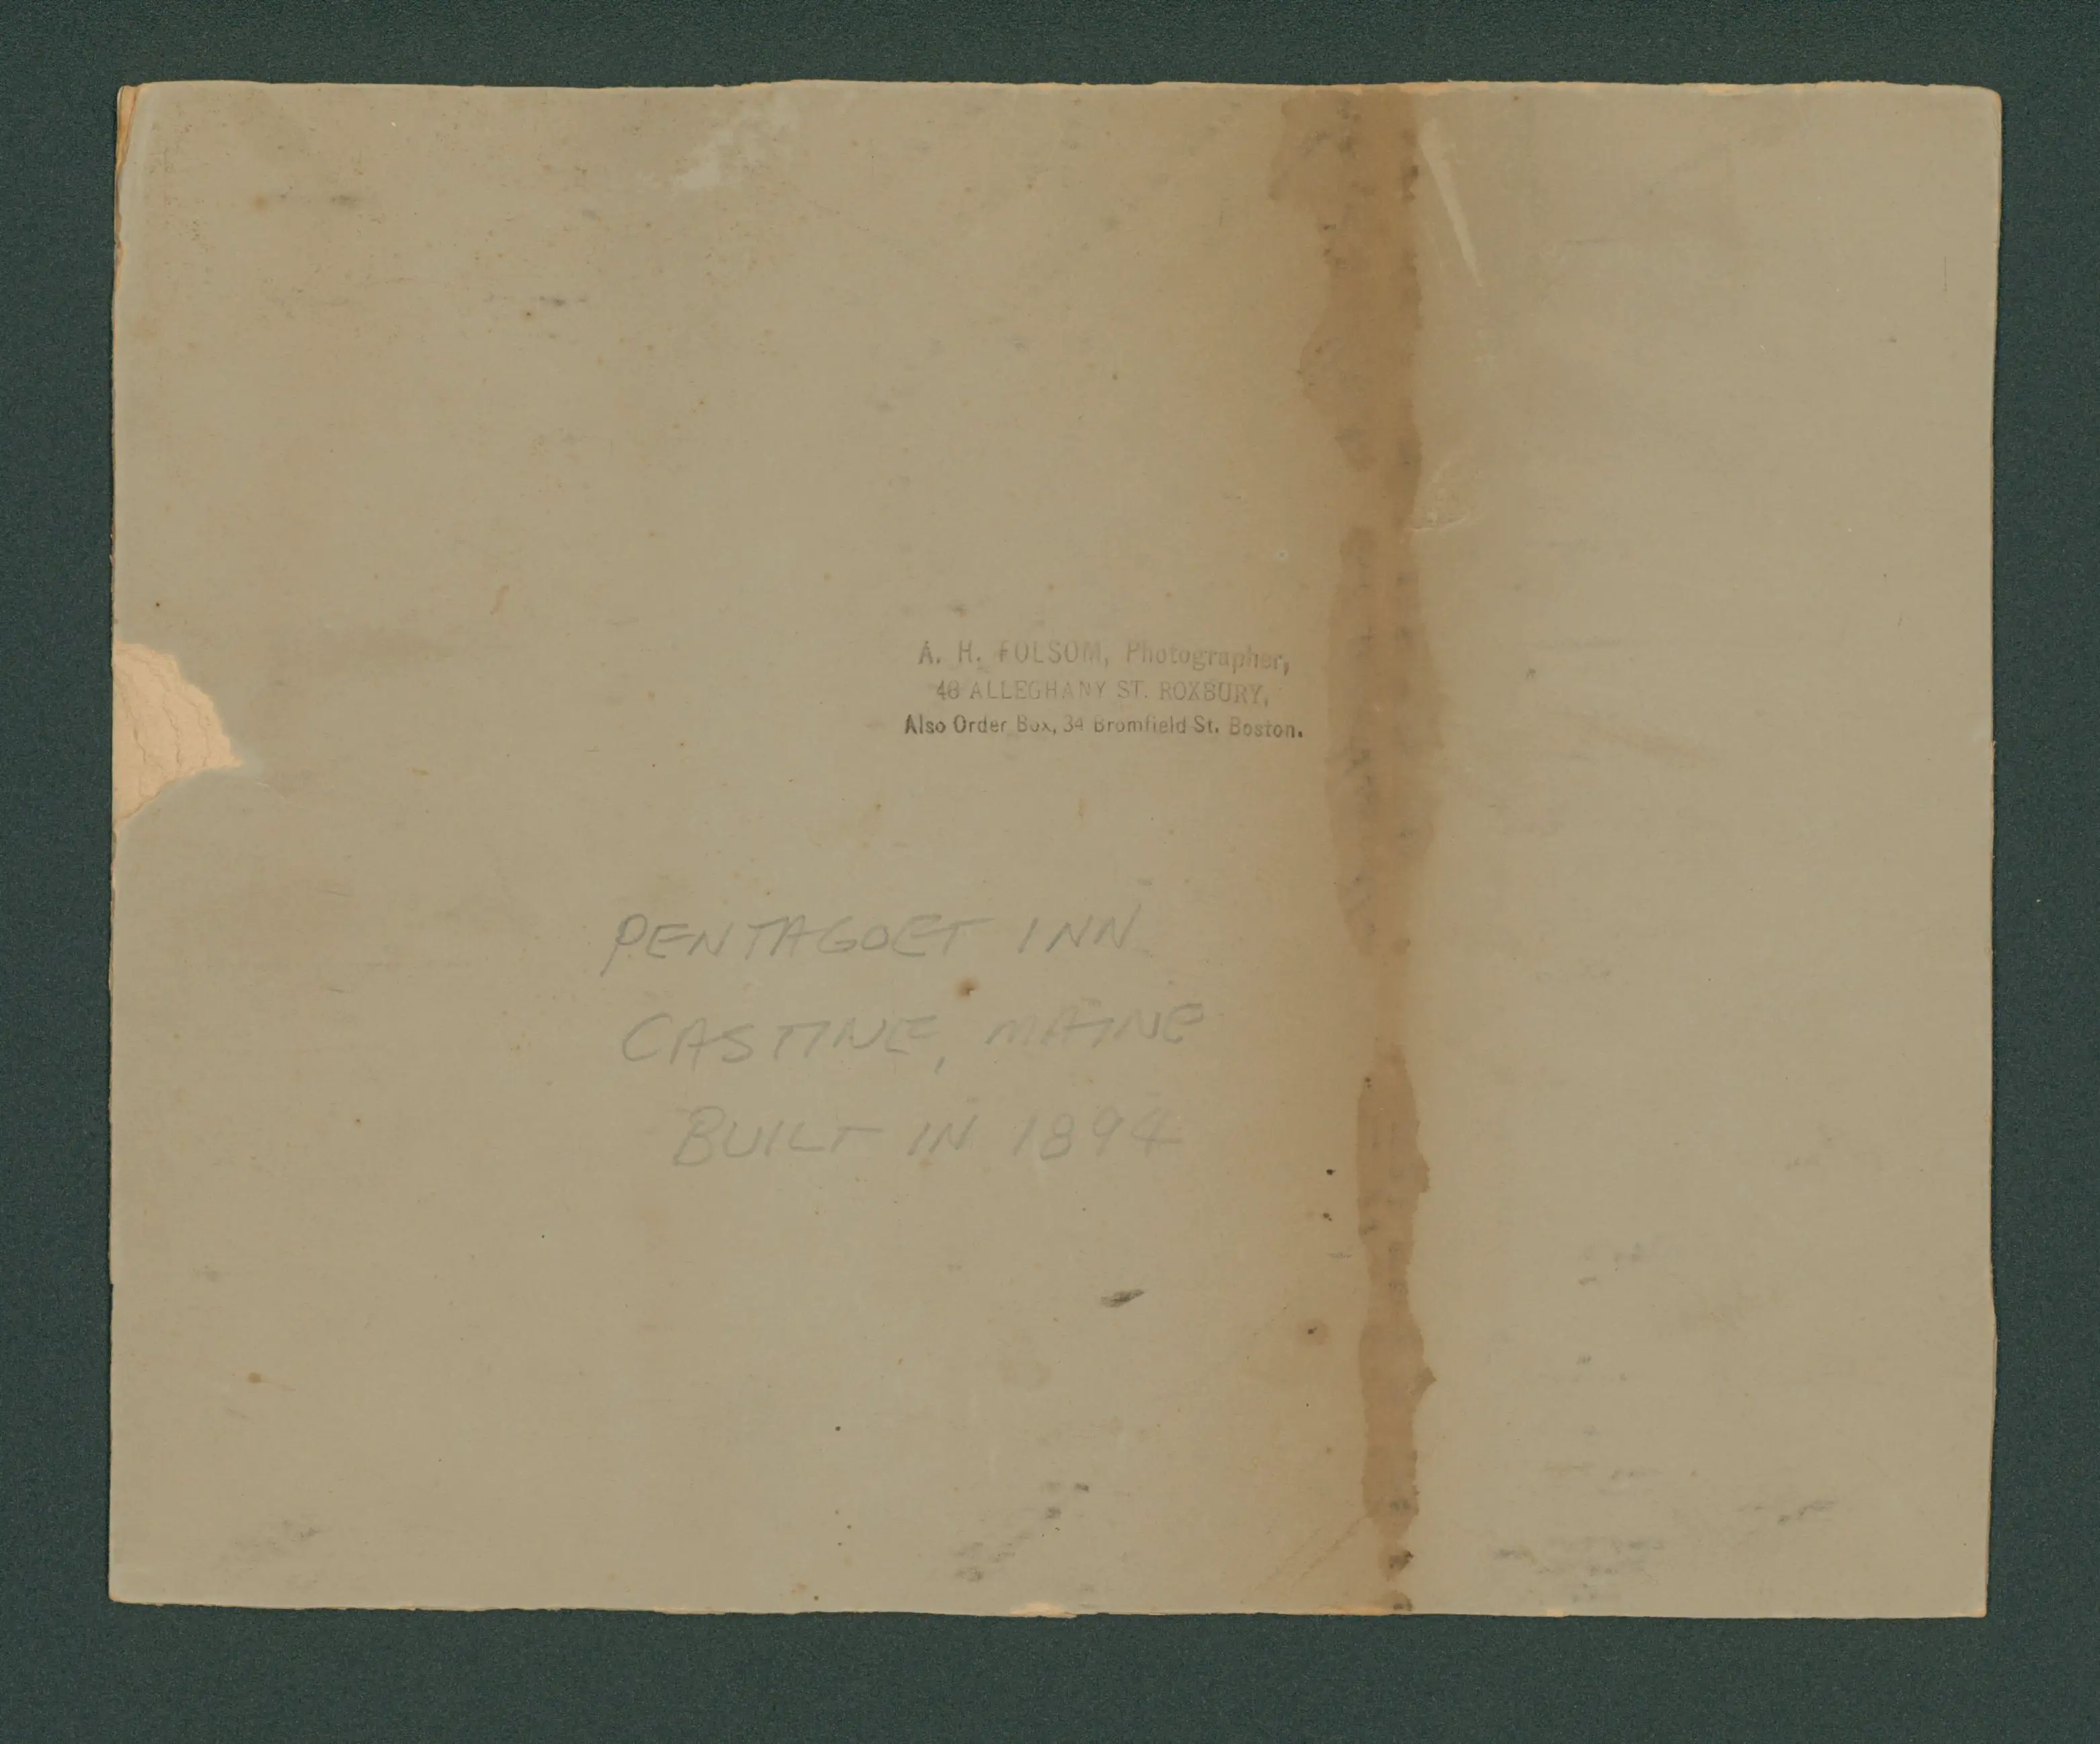 A. H. FOLSOM, Photographer,
48 ALLEGHANY ST. ROXBURY,
Also Order Box, 34 Bromfield St. Boston.
PENTAGOET INN
CASTINE, MAINE
BUILT IN 1894